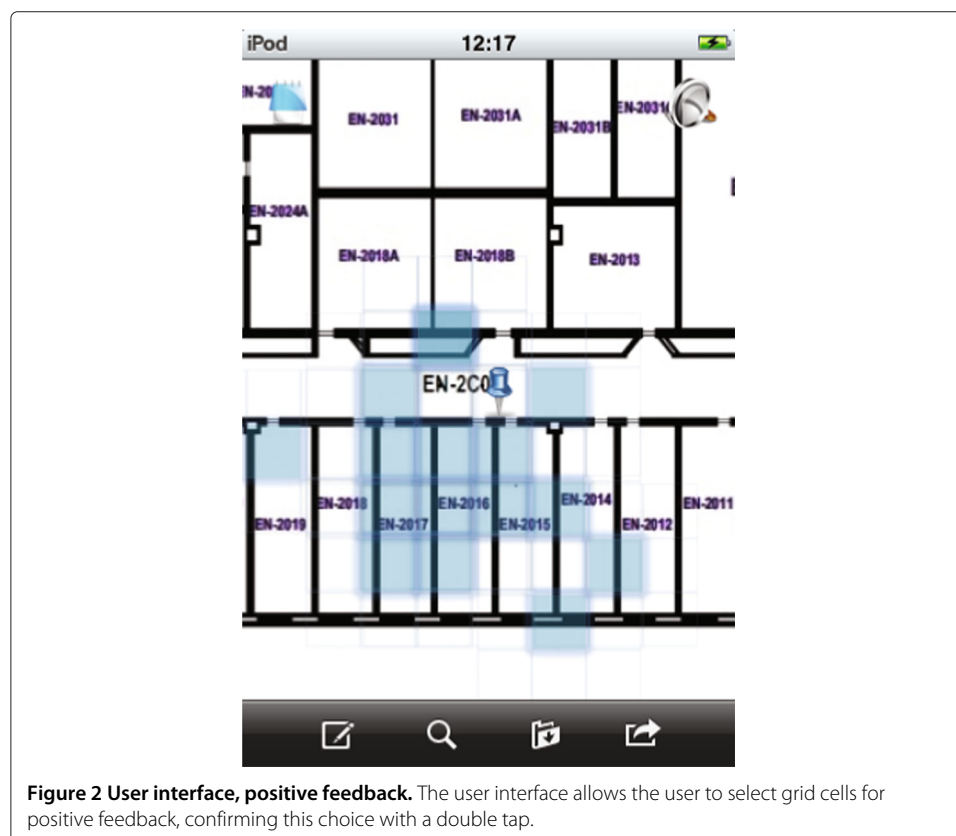 iPod 12:17
EN-2031 EN-2031A EN-2031B
EN-2024A
EN-2018A EN-2018B EN-2013
EN-2C0
EN-2019 EN-2018 EN-2017 EN-2016 EN-2015 EN-2014 EN-2012 EN-2011
Figure 2 User interface, positive feedback. The user interface allows the user to select grid cells for
positive feedback, confirming this choice with a double tap.